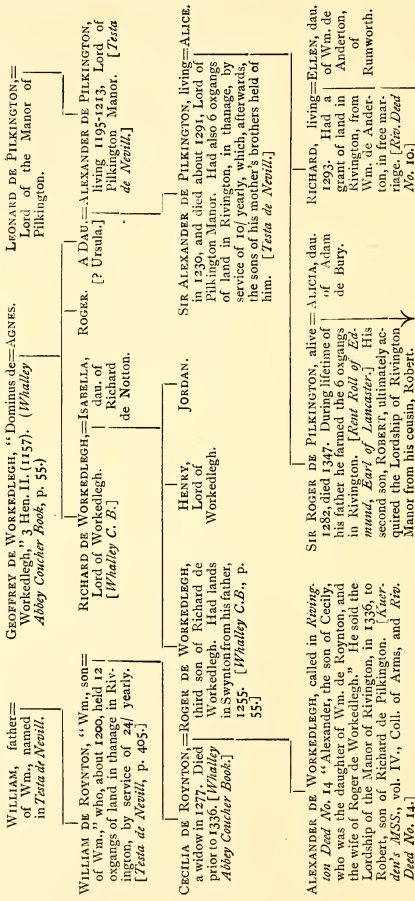 WILLIAM, father=
of Wm., named
in Testa de Nevill.
GEOFFREY DE WORKEDLEGH, "Dominus de=AGNES.
Workedlegh," 3 Hen. II. (1157). (Whalley
Abbey Coucher Book, p. 55.)
LEONARD DE PILKINGTON,=
Lord of the Manor of
Pilkington.
WILLIAM DE ROYNTON, "Wm., son=
of Wm.," who, about 1200, held 12
oxgangs of land in thanage in Riv-
ington, by service of 24/ yearly.
[Testa de Nevill, p. 405.]
RICHARD DE WORKEDLEGH,=ISABELLA,
Lord of Workedlegh.
[Whalley C. B.]
dau. of
Richard
de Notton.
ROGER.
A DAU.=ALEXANDER DE PILKINGTON,
[? Ursula.]
living 1195-1213, Lord of
Pilkington Manor. [Testa
de Nevill.]
CECILIA DE ROYNTON,=ROGER DE WORKEDLEGH,
a widow in 1277. Died
prior to 1336. [Whalley
Abbey Coucher Book.]
third son of Richard de
Workedlegh. Had lands
in Swynton from his father,
1255. [Whalley C.B., p.
55.]
HENRY,
Lord of
Workedlegh.
JORDAN.
SIR ALEXANDER DE PILKINGTON, living=ALICE.
in 1230, and died about 1291, Lord of
Pilkington Manor. Had also 6 oxgangs
of land in Rivington, in thanage, by
service of 10/ yearly, which, afterwards,
the sons of his mother's brothers held of
him. [Testa de Nevill.]
ALEXANDER DE WORKEDLEGH, called in Riving-
ton Deed No. 14 "Alexander, the son of Cecily,
who was the daughter of Wm. de Roynton, and
the wife of Roger de Workedlegh." He sold the
Lordship of the Manor of Rivington, in 1336, to
Robert, son of Richard de Pilkington. [Kuer-
den's MSS., vol. IV., Coll. of Arms, and Riv.
Deed No. 14.]
SIR ROGER DE PILKINGTON, alive=ALICIA, dau.
1282, died 1347. During lifetime of
his father he farmed the 6 oxgangs
in Rivington. [Rent Roll of Ed-
mund, Earl of Lancaster.] His
second son, ROBERT, ultimately ac-
quired the Lordship of Rivington
Manor from his cousin, Robert.
of Adam
de Bury.
RICHARD, living=ELLEN, dau.
1293. Had a
grant of land in
Rivington, from
Wm. de Ander-
ton, in free mar-
riage. [Riv. Deed
No. 10.]
of Wm. de
Anderton,
of
Rumworth.